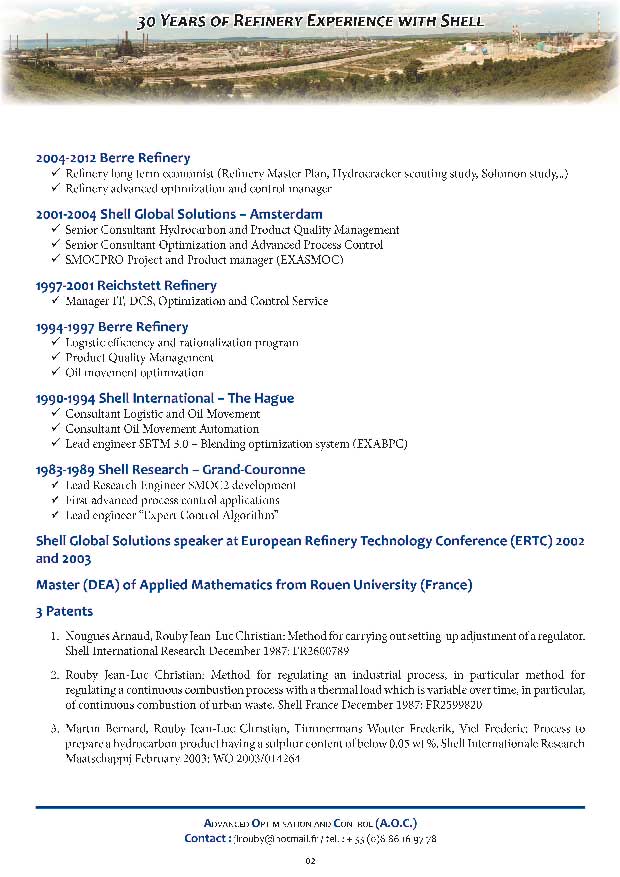 30 Years of Refinery Experience with Shell
2004-2012 Berre Refinery
✓ Refinery long term economist (Refinery Master Plan, Hydrocracker scouting study, Solomon study,..)
✓ Refinery advanced optimization and control manager
2001-2004 Shell Global Solutions – Amsterdam
✓ Senior Consultant Hydrocarbon and Product Quality Management
✓ Senior Consultant Optimization and Advanced Process Control
✓ SMOCPRO Project and Product manager (EXASMOC)
1997-2001 Reichstett Refinery
✓ Manager IT, DCS, Optimization and Control Service
1994-1997 Berre Refinery
✓ Logistic efficiency and rationalization program
✓ Product Quality Management
✓ Oil movement optimization
1990-1994 Shell International – The Hague
✓ Consultant Logistic and Oil Movement
✓ Consultant Oil Movement Automation
✓ Lead engineer SBTM 3.0 – Blending optimization system (EXABPC)
1983-1989 Shell Research – Grand-Couronne
✓ Lead Research Engineer SMOC2 development
✓ First advanced process control applications
✓ Lead engineer "Expert Control Algorithm"
Shell Global Solutions speaker at European Refinery Technology Conference (ERTC) 2002
and 2003
Master (DEA) of Applied Mathematics from Rouen University (France)
3 Patents
1. Nougues Arnaud, Rouby Jean-Luc Christian: Method for carrying out setting-up adjustment of a regulator.
Shell International Research December 1987: FR2600789
2. Rouby Jean-Luc Christian: Method for regulating an industrial process, in particular method for
regulating a continuous combustion process with a thermal load which is variable over time, in particular,
of continuous combustion of urban waste. Shell France December 1987: FR2599820
3. Martin Bernard, Rouby Jean-Luc Christian, Timmermans Wouter Frederik, Viel Frederic: Process to
prepare a hydrocarbon product having a sulphur content of below 0.05 wt %. Shell Internationale Research
Maatschappij February 2003: WO 2003/014264
Advanced Optimisation and Control (A.O.C.)
Contact : jlrouby@hotmail.fr / tel. : + 33 (0)6 86 16 97 78
02